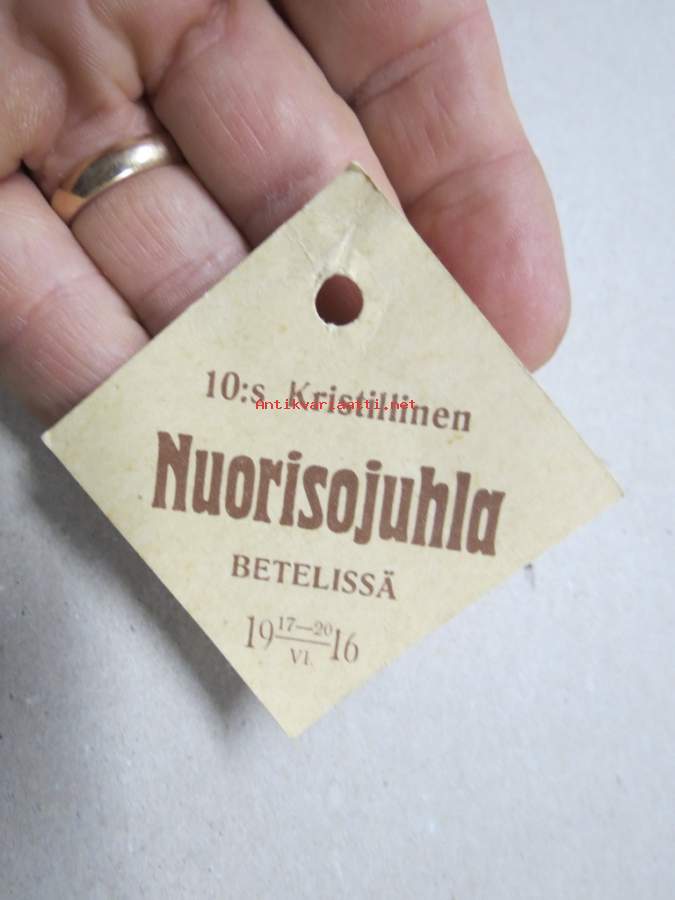 10:s Kristillinen
Antikvariaatti.net
Nuorisojuhla
BETELISSÄ
19 17—20/VI. 16